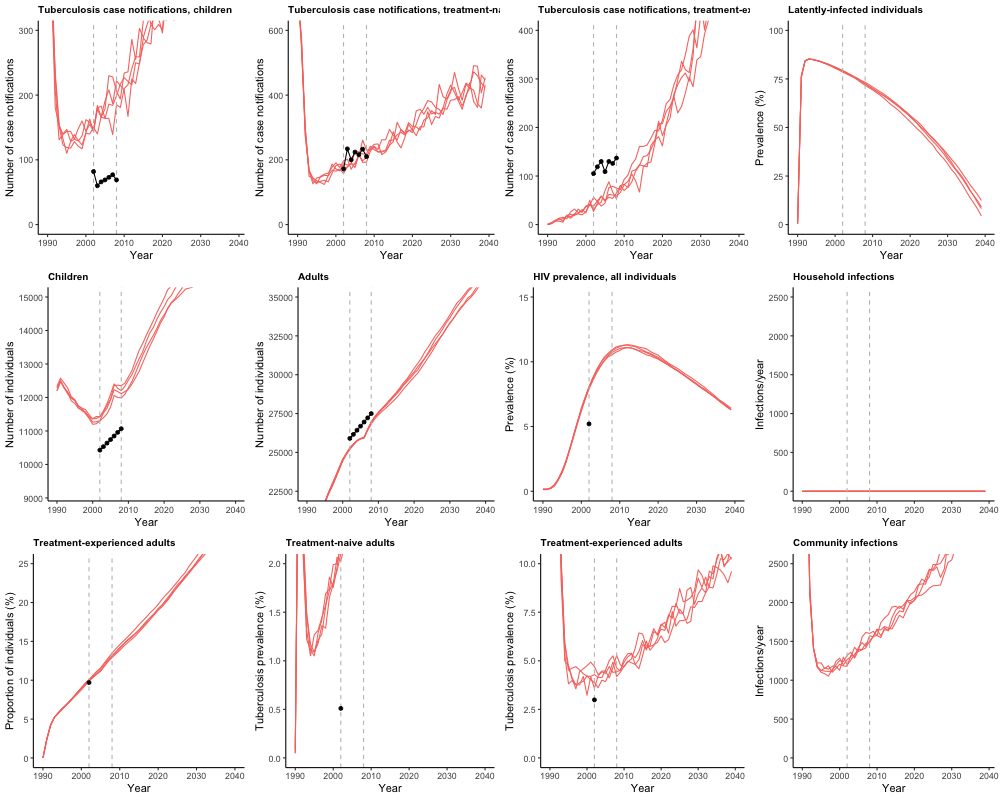 Tuberculosis case notifications, children
Number of case notifications
300
200
100
0
1990 2000 2010 2020 2030 2040
Year
Tuberculosis case notifications, treatment-na
Number of case notifications
600
400
200
0
1990 2000 2010 2020 2030 2040
Year
Tuberculosis case notifications, treatment-ex
Number of case notifications
400
300
200
100
0
1990 2000 2010 2020 2030 2040
Year
Latently-infected individuals
Prevalence (%)
100
75
50
25
0
1990 2000 2010 2020 2030 2040
Year
Children
Number of individuals
15000
14000
13000
12000
11000
10000
9000
1990 2000 2010 2020 2030 2040
Year
Adults
Number of individuals
35000
32500
30000
27500
25000
22500
1990 2000 2010 2020 2030 2040
Year
HIV prevalence, all individuals
Prevalence (%)
15
10
5
0
1990 2000 2010 2020 2030 2040
Year
Household infections
Infections/year
2500
2000
1500
1000
500
0
1990 2000 2010 2020 2030 2040
Year
Treatment-experienced adults
Proportion of individuals (%)
25
20
15
10
5
0
1990 2000 2010 2020 2030 2040
Year
Treatment-naive adults
Tuberculosis prevalence (%)
2.0
1.5
1.0
0.5
0.0
1990 2000 2010 2020 2030 2040
Year
Treatment-experienced adults
Tuberculosis prevalence (%)
10.0
7.5
5.0
2.5
0.0
1990 2000 2010 2020 2030 2040
Year
Community infections
Infections/year
2500
2000
1500
1000
500
0
1990 2000 2010 2020 2030 2040
Year